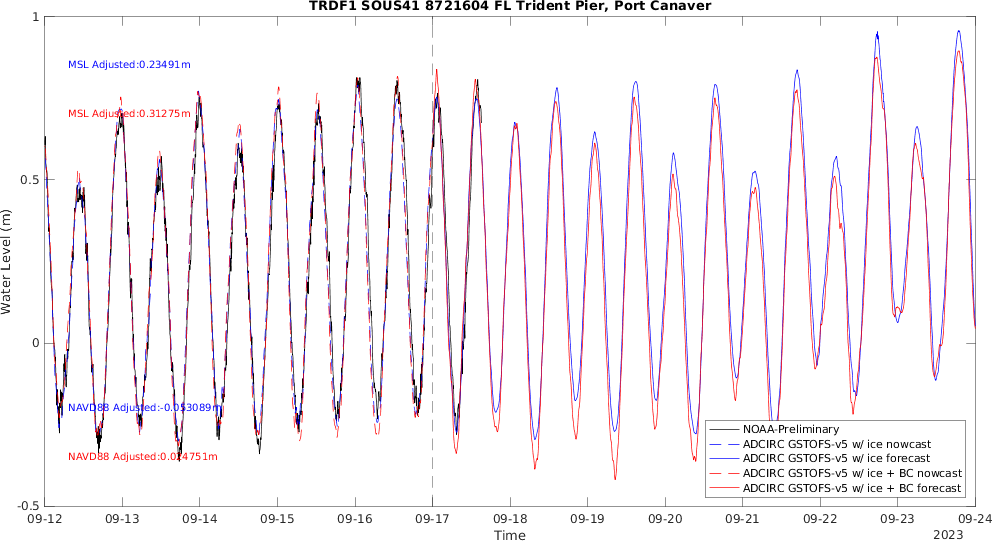 TRDF1 SOUS41 8721604 FL Trident Pier, Port Canaver
MSL Adjusted:0.23491m
MSL Adjusted:0.31275m
NAVD88 Adjusted:-0.053089m
NAVD88 Adjusted:0.024751m
Water Level (m)
1
0.5
0
-0.5
NOAA-Preliminary
ADCIRC GSTOFS-v5 w/ ice nowcast
ADCIRC GSTOFS-v5 w/ ice forecast
ADCIRC GSTOFS-v5 w/ ice + BC nowcast
ADCIRC GSTOFS-v5 w/ ice + BC forecast
09-12 09-13 09-14 09-15 09-16 09-17 09-18 09-19 09-20 09-21 09-22 09-23 09-24
Time
2023